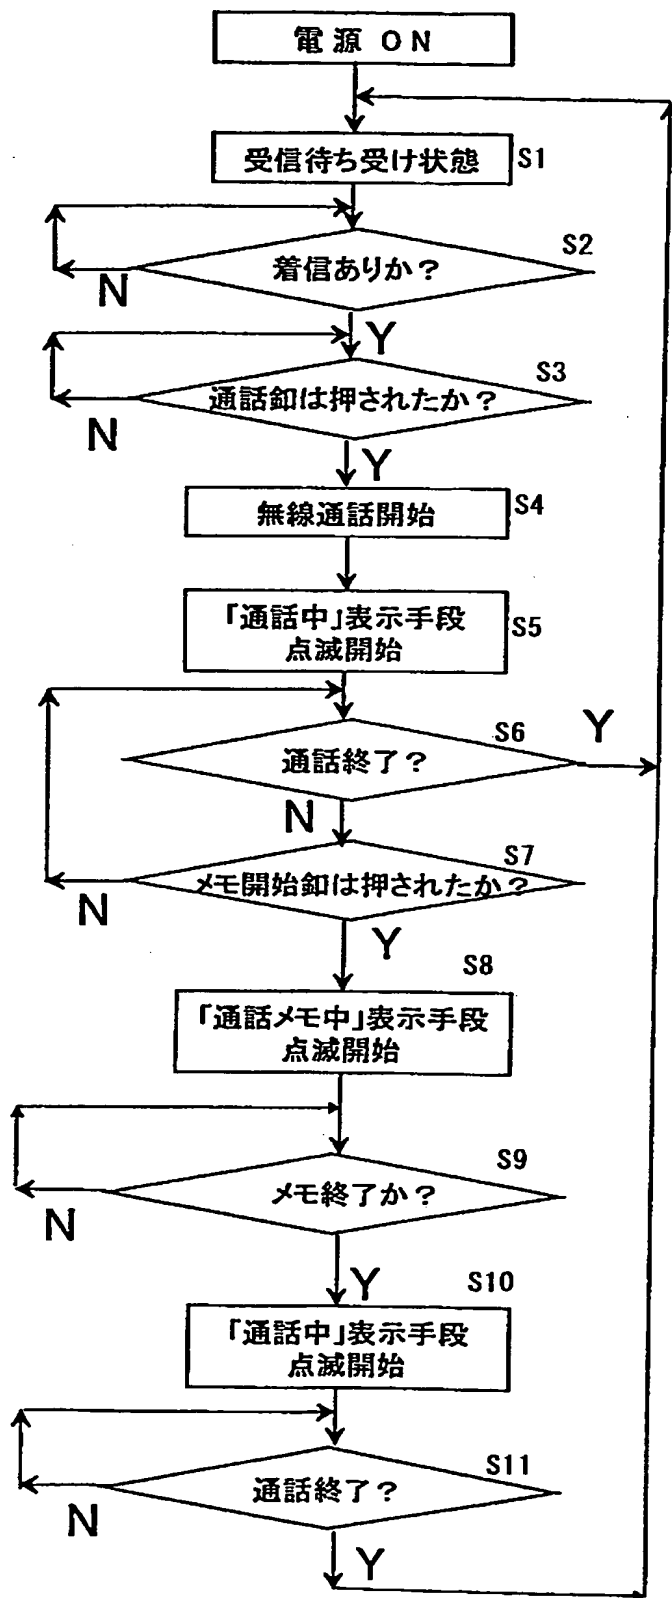 電源 ON
受信待ち受け状態 S1
S2
着信ありか?
N
Y
S3
通話釦は押されたか?
N
Y
無線通話開始 S4
「通話中」表示手段 S5
点滅開始
S6 Y
通話終了?
N
S7
メモ開始釦は押されたか?
N
Y
S8
「通話メモ中」表示手段
点滅開始
S9
メモ終了か?
N
Y
S10
「通話中」表示手段
点滅開始
S11
通話終了?
N
Y